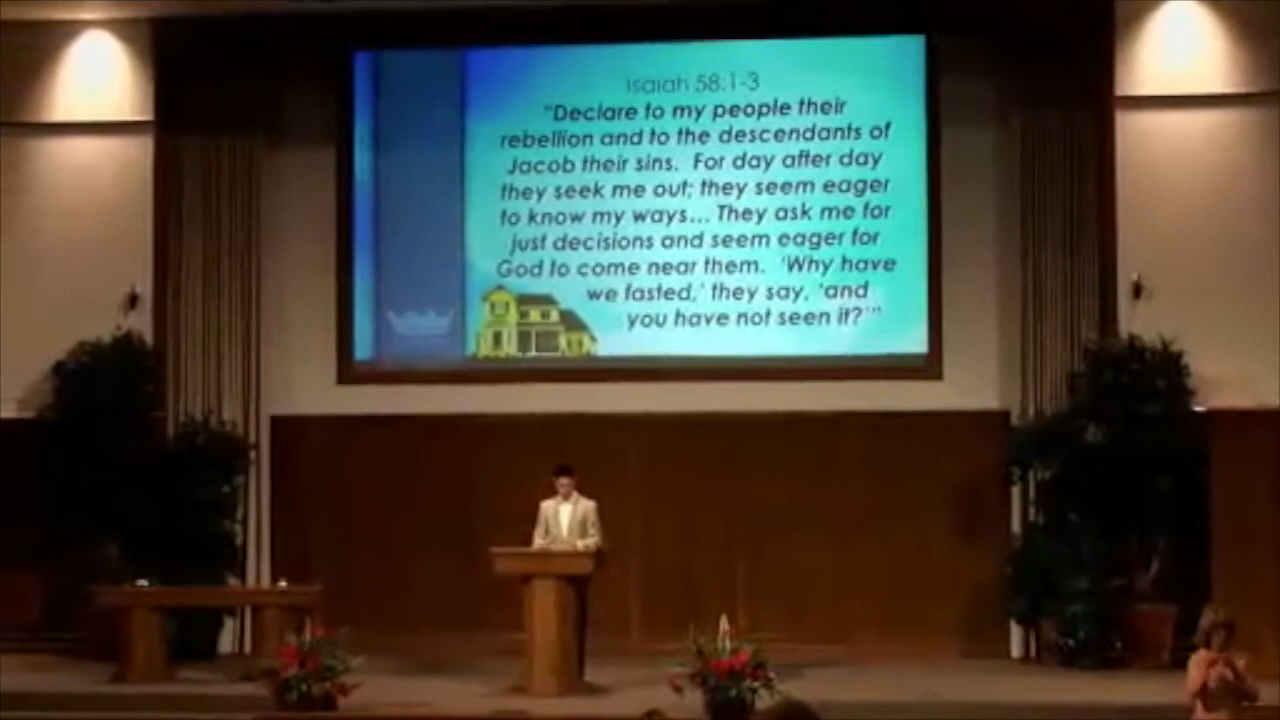 Isaiah 58:1-3
"Declare to my people their
rebellion and to the descendants of
Jacob their sins. For day after day
they seek me out; they seem eager
to know my ways... They ask me for
just decisions and seem eager for
God to come near them. 'Why have
we fasted,' they say, 'and
you have not seen it?'"